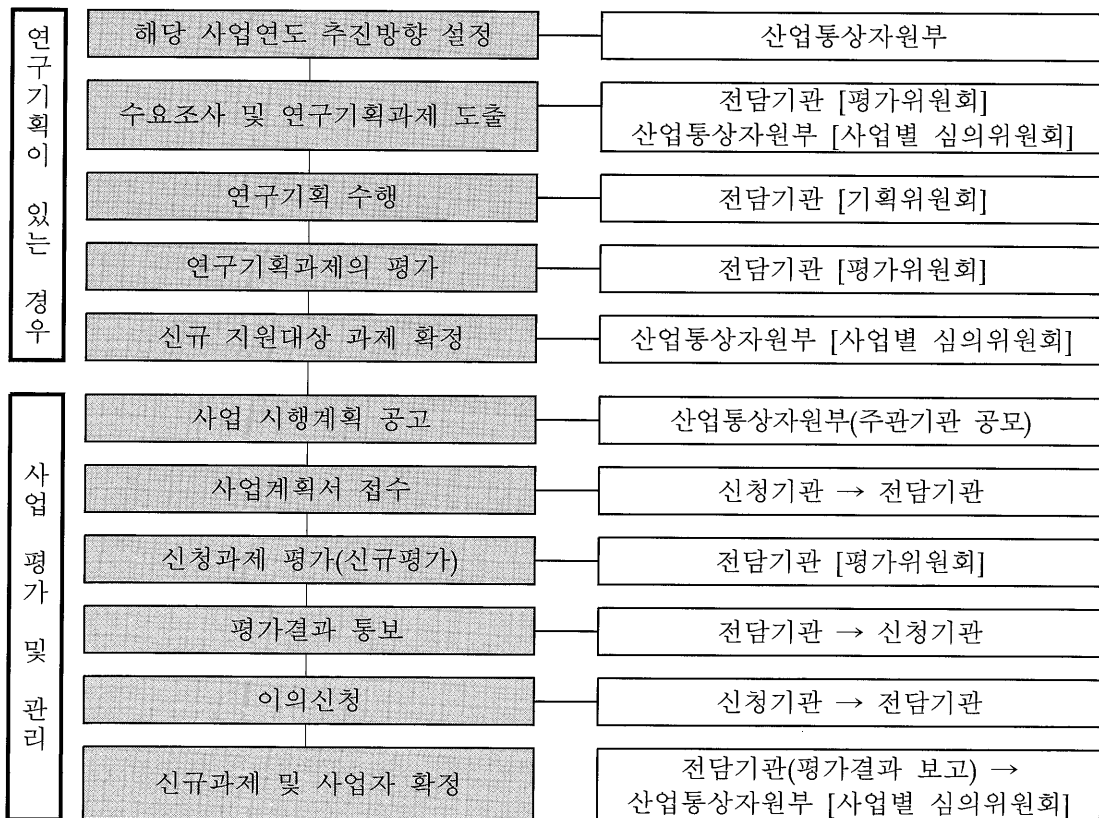 연구기획이 있는 경우
해당 사업연도 추진방향 설정
산업통상자원부
수요조사 및 연구기획과제 도출
전담기관 [평가위원회]
산업통상자원부 [사업별 심의위원회]
연구기획 수행
전담기관 [기획위원회]
연구기획과제의 평가
전담기관 [평가위원회]
신규 지원대상 과제 확정
산업통상자원부 [사업별 심의위원회]
사업 평가 및 관리
사업 시행계획 공고
산업통상자원부(주관기관 공모)
사업계획서 접수
신청기관 → 전담기관
신청과제 평가(신규평가)
전담기관 [평가위원회]
평가결과 통보
전담기관 → 신청기관
이의신청
신청기관 → 전담기관
신규과제 및 사업자 확정
전담기관(평가결과 보고) →
산업통상자원부 [사업별 심의위원회]